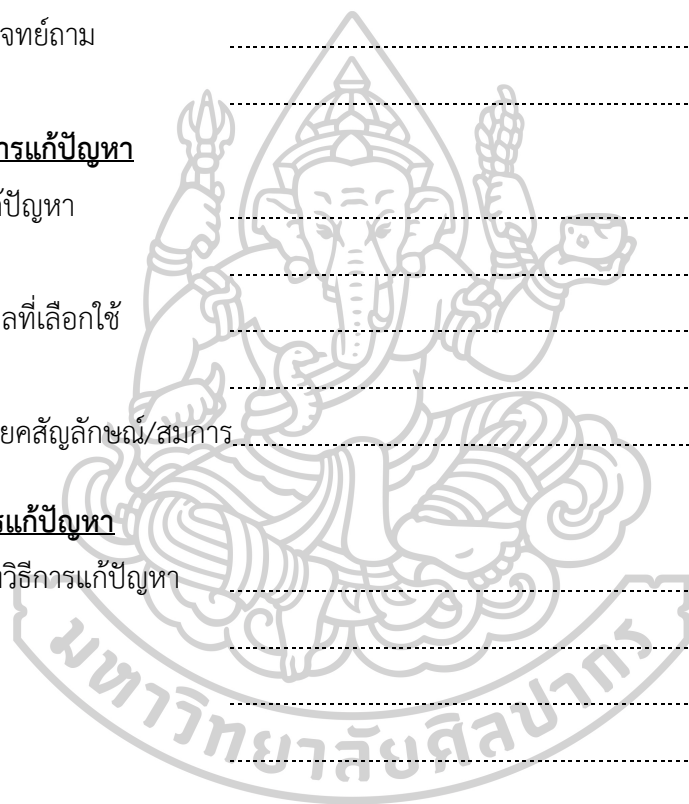 จทย์ถาม
ารแก้ปัญหา
ก้ปัญหา
ลที่เลือกใช้
ยคสัญลักษณ์/สมการ
รแก้ปัญหา
วิธีการแก้ปัญหา
มหาวิทยาลัยศิลปากร